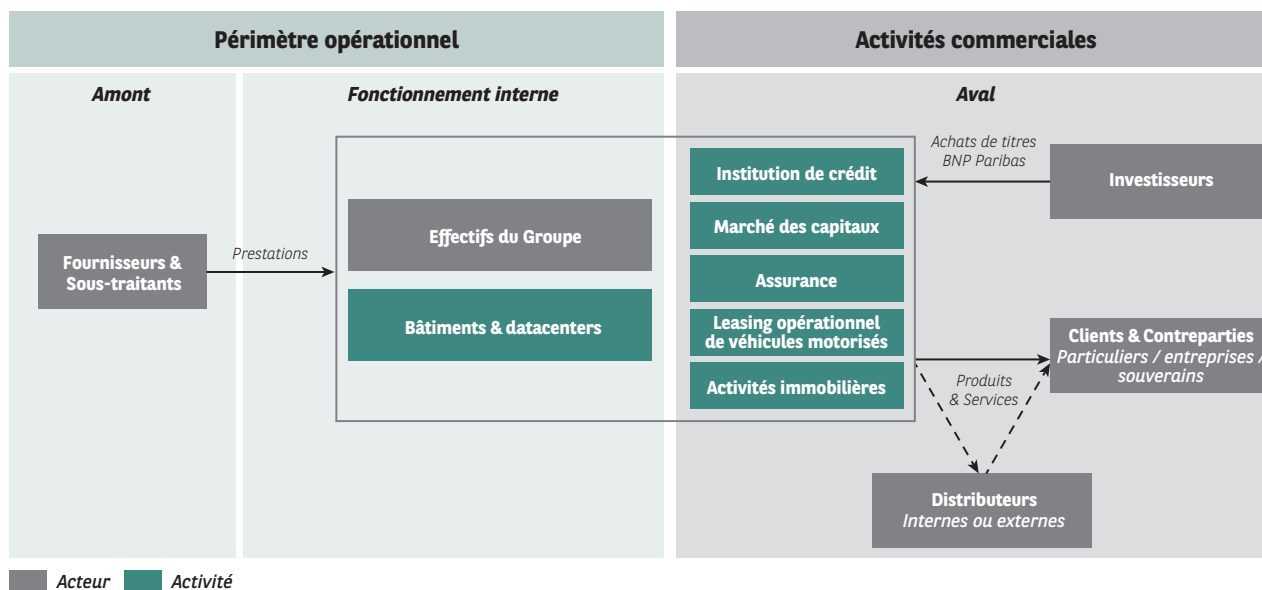 Périmètre opérationnel
Activités commerciales
Amont
Fonctionnement interne
Aval
Fournisseurs &
Sous-traitants
Prestations
Effectifs du Groupe
Bâtiments & datacenters
Institution de crédit
Marché des capitaux
Assurance
Leasing opérationnel
de véhicules motorisés
Activités immobilières
Achats de titres
BNP Paribas
Investisseurs
Produits
& Services
Clients & Contreparties
Particuliers / entreprises /
souverains
Distributeurs
Internes ou externes
Acteur
Activité